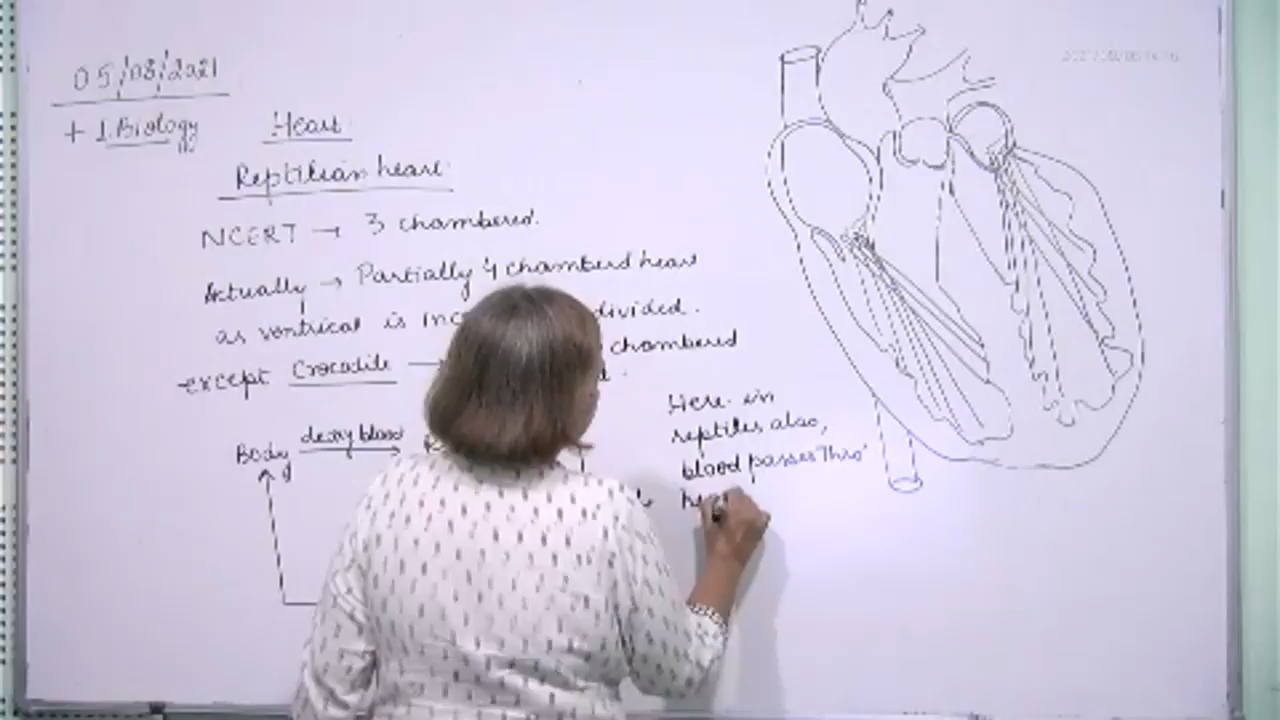 05/08/2021
+1 Biology
Heart
Reptilian heart
NCERT → 3 chambered.
Actually → Partially 4 chambered heart
as ventrical is inc divided.
except Crocodile → chambered
Body deoxy blood
Here in
reptiles also,
blood passes thro'